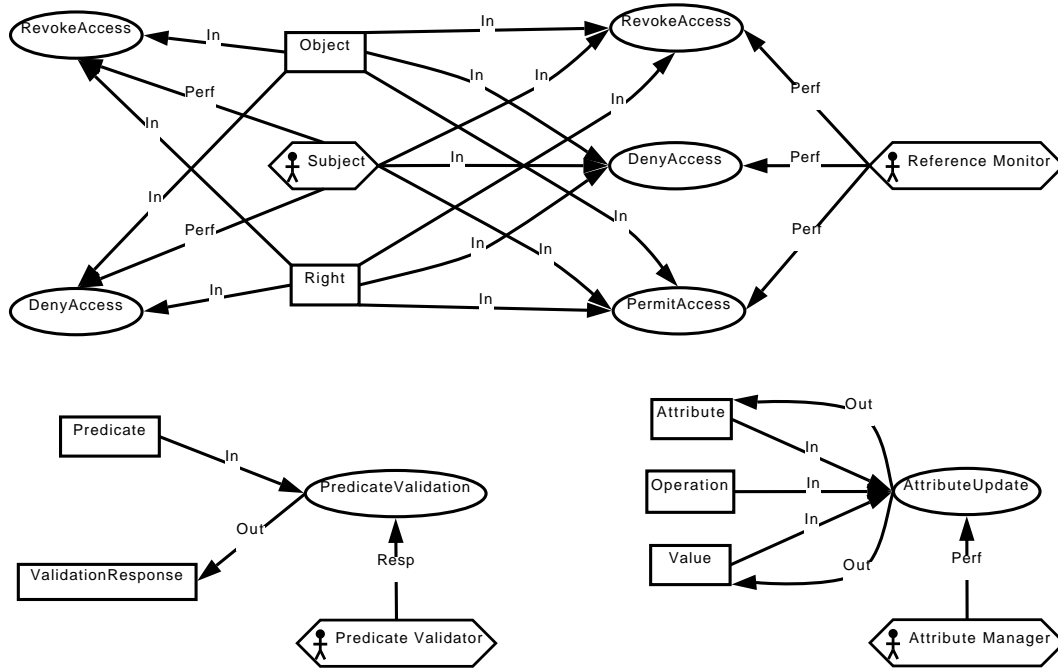 RevokeAccess
In
Object
In
RevokeAccess
In
In
In
Perf
In
Perf
In
Subject
In
DenyAccess
Perf
Reference Monitor
In
Perf
In
In
In
Perf
Right
In
DenyAccess
In
In
PermitAccess
Predicate
In
PredicateValidation
Out
ValidationResponse
Resp
Predicate Validator
Attribute
Out
In
Operation
In
AttributeUpdate
In
Value
Out
Perf
Attribute Manager